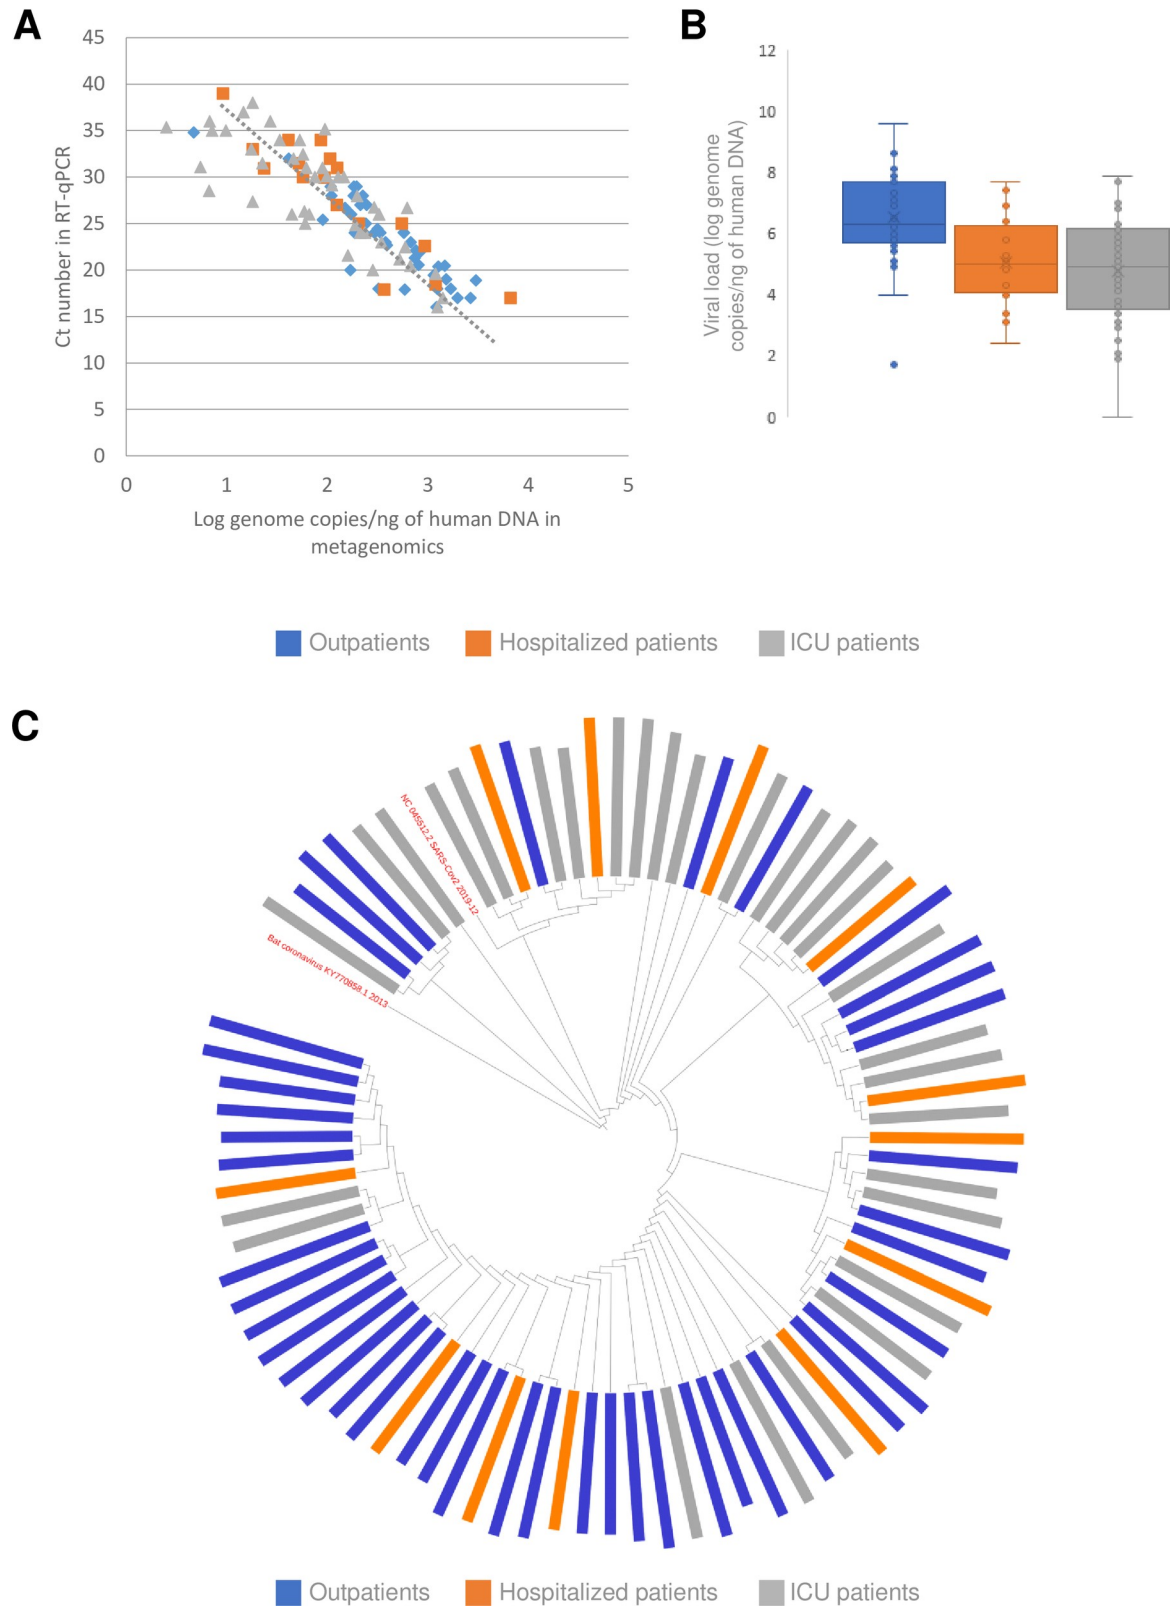 A
B
45
40
35
30
25
20
15
10
5
0
Ct number in RT-qPCR
0 1 2 3 4 5
Log genome copies/ng of human DNA in
metagenomics
12
10
8
6
4
2
0
Viral load (log genome
copies/ng of human DNA)
Outpatients Hospitalized patients ICU patients
C
NC 045512.2 SARS-Cov2 2019-12
Bat coronavirus KY770858.1 2013
Outpatients Hospitalized patients ICU patients